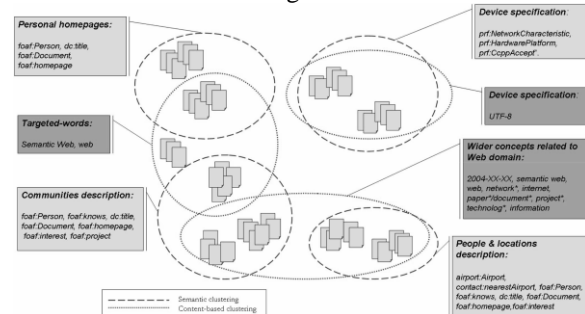 Personal homepages:
foaf:Person, dc:title,
foaf:Document,
foaf:homepage
Device specification:
prf:NetworkCharacteristic,
prf:HardwarePlatform,
prf:CcppAccept".
Targeted-words:
Semantic Web, web
Device specification:
UTF-8
Wider concepts related to
Web domain:
2004-XX-XX, semantic web,
web, network*, internet,
paper*/document*, project*,
technolog*, information
Communities description:
foaf:Person, foaf:knows, dc:title,
foaf:Document, foaf:homepage,
foaf:interest, foaf:project
People & locations
description:
airport:Airport,
contact:nearestAirport, foaf:Person,
foaf:knows, dc:title, foaf:Document,
foaf:homepage,foaf:interest
Semantic clustering
Content-based clustering